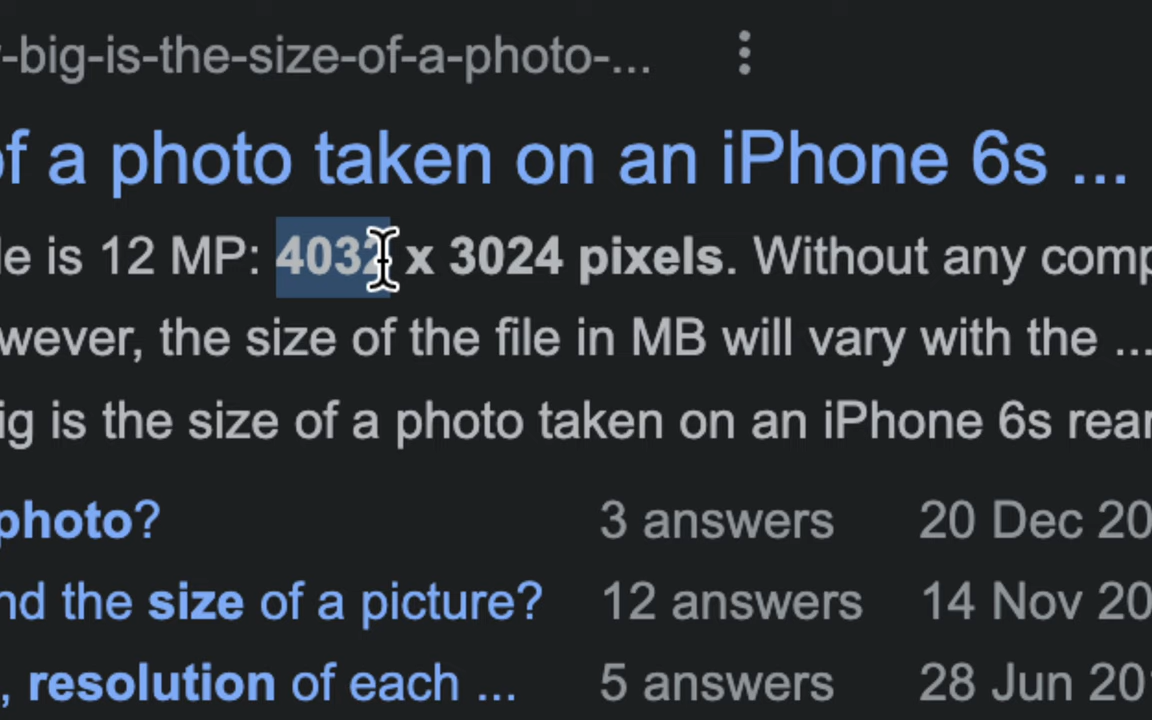 -big-is-the-size-of-a-photo-...
of a photo taken on an iPhone 6s ...
is 12 MP: 4032 x 3024 pixels. Without any comp
wever, the size of the file in MB will vary with the ...
ig is the size of a photo taken on an iPhone 6s rear
photo? 3 answers 20 Dec 20
nd the size of a picture? 12 answers 14 Nov 20
, resolution of each ... 5 answers 28 Jun 20